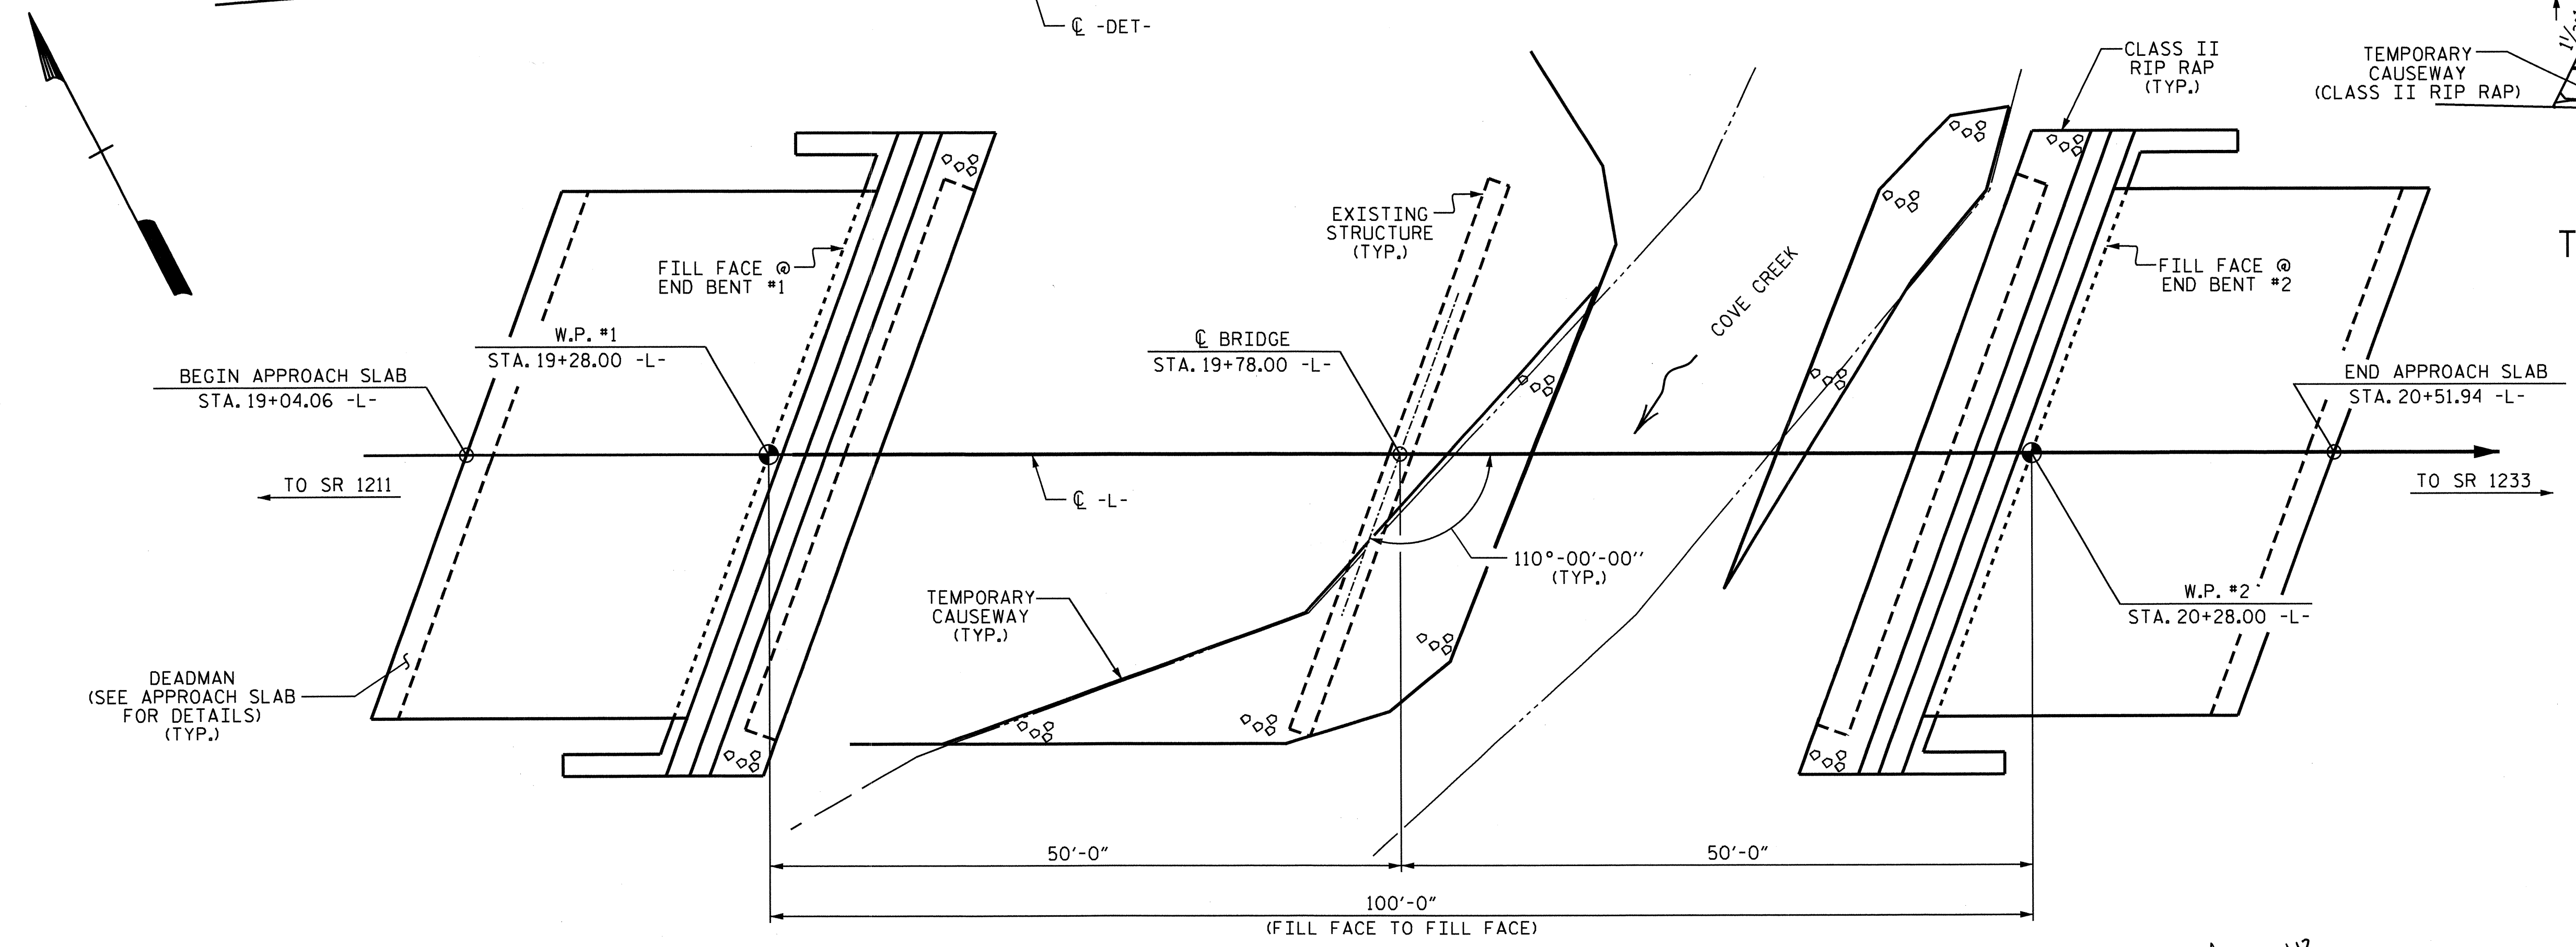 ℄ -DET-
CLASS II
RIP RAP
(TYP.)
TEMPORARY
CAUSEWAY
(CLASS II RIP RAP)
EXISTING
STRUCTURE
(TYP.)
FILL FACE @
END BENT #1
COVE CREEK
FILL FACE @
END BENT #2
W.P. #1
STA. 19+28.00 -L-
℄ BRIDGE
STA. 19+78.00 -L-
BEGIN APPROACH SLAB
STA. 19+04.06 -L-
END APPROACH SLAB
STA. 20+51.94 -L-
TO SR 1211
℄ -L-
TO SR 1233
110°-00'-00"
(TYP.)
TEMPORARY
CAUSEWAY
(TYP.)
W.P. #2
STA. 20+28.00 -L-
DEADMAN
(SEE APPROACH SLAB
FOR DETAILS)
(TYP.)
50'-0"
50'-0"
100'-0"
(FILL FACE TO FILL FACE)